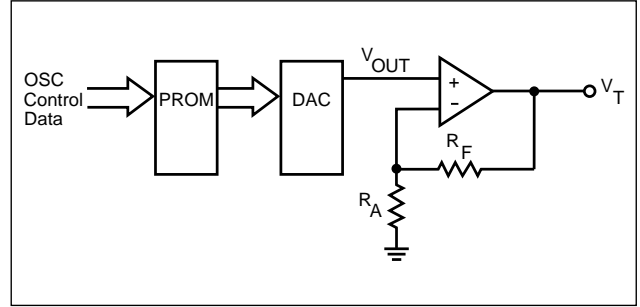 OSC
Control
Data
PROM
DAC
VOUT
+
–
VT
RF
RA